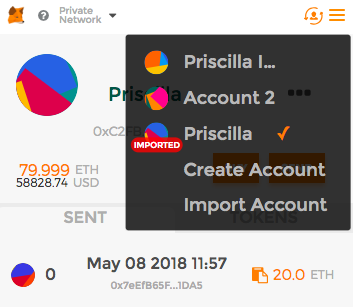 Private
Network
Priscilla I...
Account 2
Priscilla
0xC2FB
Priscilla
IMPORTED
79.999 ETH
58828.74 USD
Create Account
Import Account
SENT
TOKENS
0
May 08 2018 11:57
0x7eEfB65F...1DA5
20.0 ETH